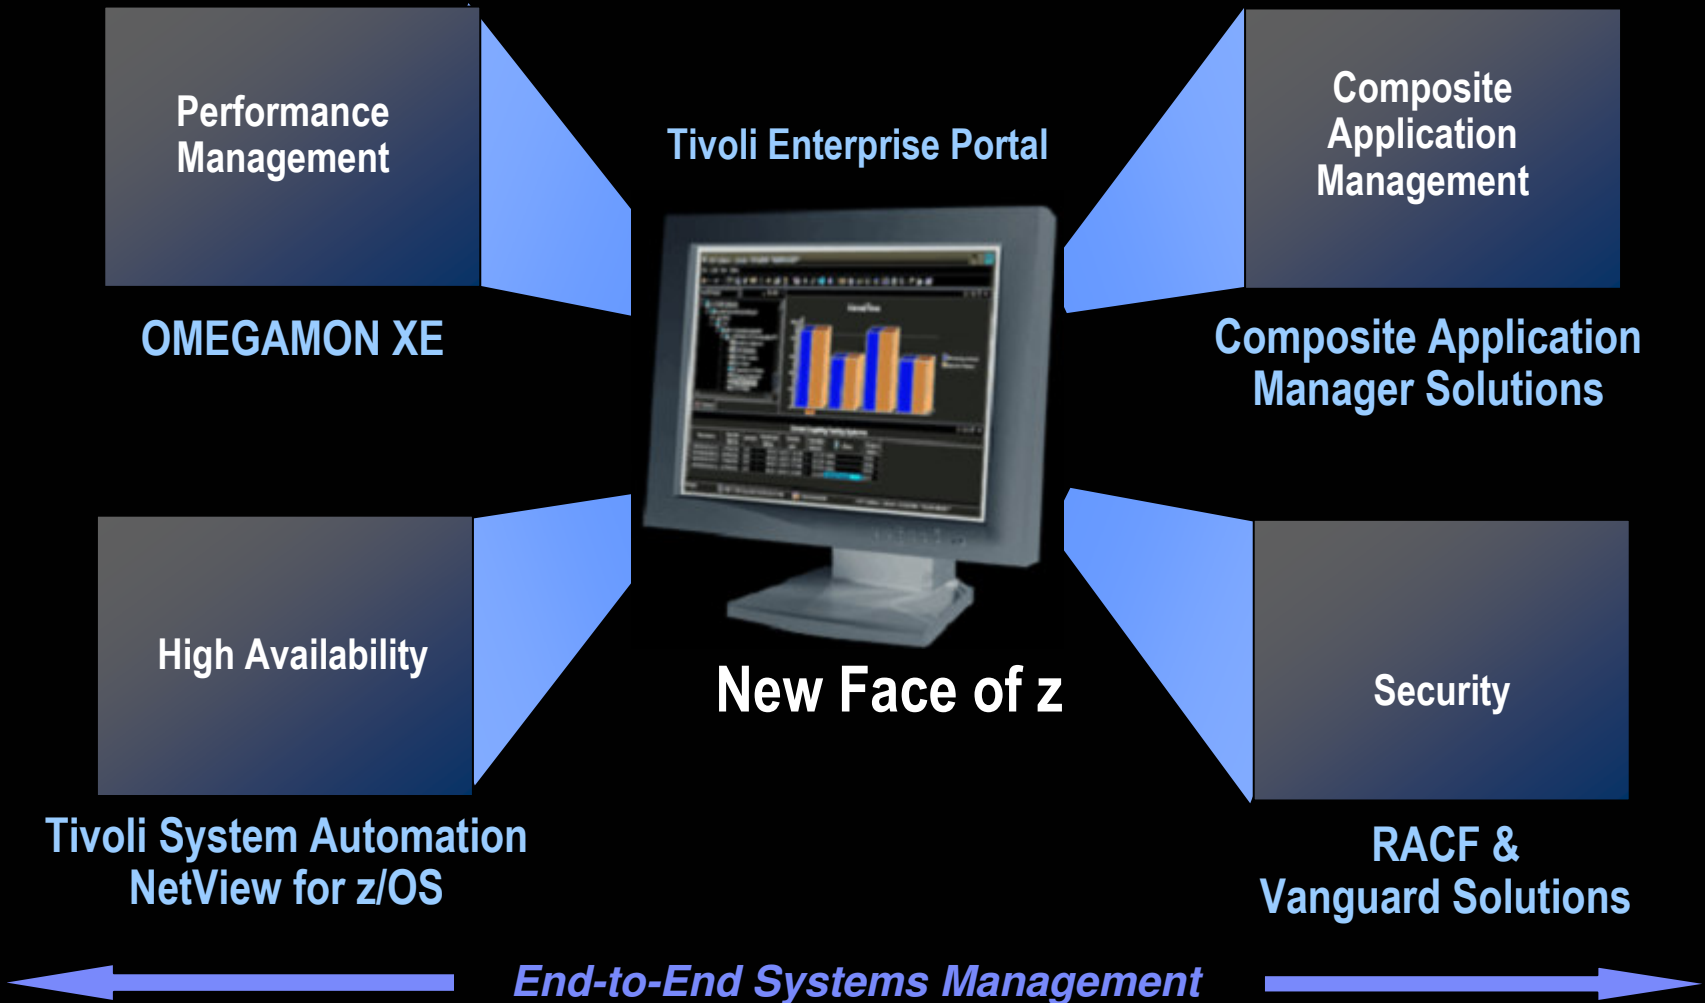 Performance
Management
OMEGAMON XE
Tivoli Enterprise Portal
Composite
Application
Management
Composite Application
Manager Solutions
High Availability
Tivoli System Automation
NetView for z/OS
New Face of z
Security
RACF &
Vanguard Solutions
End-to-End Systems Management